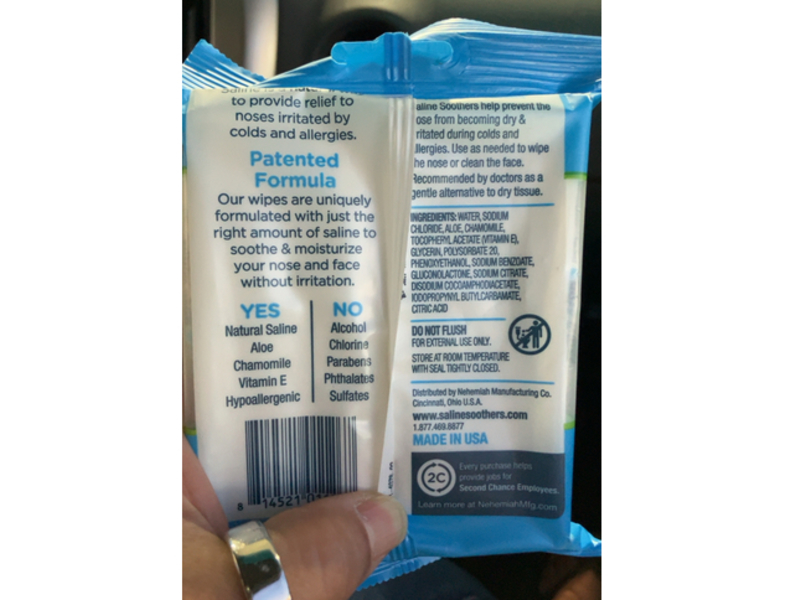 to provide relief to
noses irritated by
colds and allergies.
Patented
Formula
Our wipes are uniquely
formulated with just the
right amount of saline to
soothe & moisturize
your nose and face
without irritation.
YES
Natural Saline
Aloe
Chamomile
Vitamin E
Hypoallergenic
NO
Alcohol
Chlorine
Parabens
Phthalates
Sulfates
8 14521 0
aline Soothers help prevent the
ose from becoming dry &
ritated during colds and
llergies. Use as needed to wipe
he nose or clean the face.
Recommended by doctors as a
gentle alternative to dry tissue.
INGREDIENTS: WATER, SODIUM
CHLORIDE, ALOE, CHAMOMILE,
TOCOPHERYL ACETATE (VITAMIN E),
GLYCERIN, POLYSORBATE 20,
PHENOXYETHANOL, SODIUM BENZOATE,
GLUCONOLACTONE, SODIUM CITRATE,
DISODIUM COCOAMPHODIACETATE,
IODOPROPYNYL BUTYLCARBAMATE,
CITRIC ACID
DO NOT FLUSH
FOR EXTERNAL USE ONLY.
STORE AT ROOM TEMPERATURE
WITH SEAL TIGHTLY CLOSED.
Distributed by Nehemiah Manufacturing Co.
Cincinnati, Ohio U.S.A.
www.salinesoothers.com
1.877.469.8877
MADE IN USA
2C
Every purchase helps
provide jobs for
Second Chance Employees.
Learn more at NehemiahMfg.com